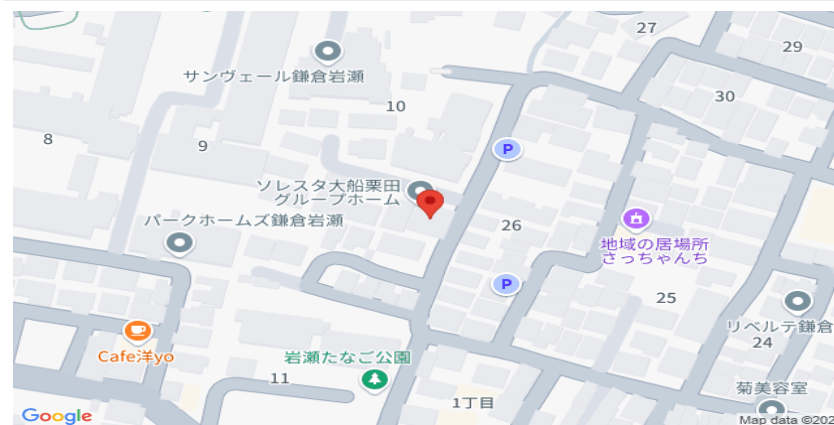 27
29
サンヴェール鎌倉岩瀬
30
10
8
9
P
ソレスタ大船栗田
グループホーム
パークホームズ鎌倉岩瀬
26
地域の居場所
さっちゃんち
P
25
リベルテ鎌倉
24
Cafe洋yo
岩瀬たなご公園
11
菊美容室
1丁目
Google
Map data ©202